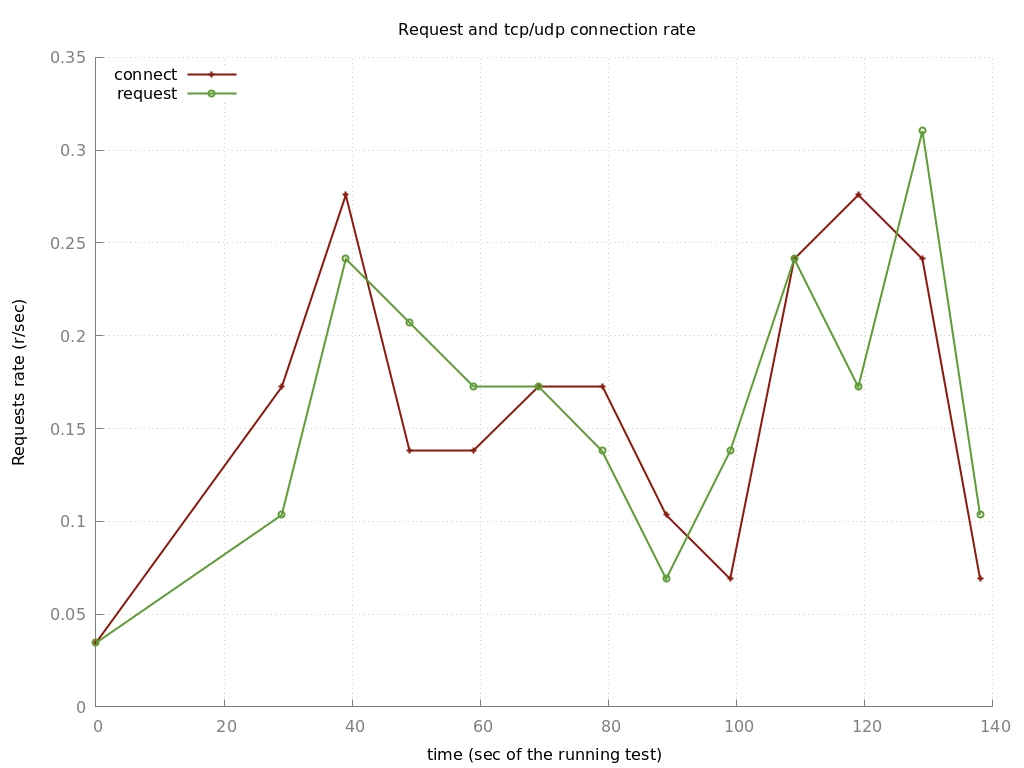 Request and tcp/udp connection rate
connect
request
0.35
0.3
0.25
0.2
0.15
0.1
0.05
0
Requests rate (r/sec)
0 20 40 60 80 100 120 140
time (sec of the running test)